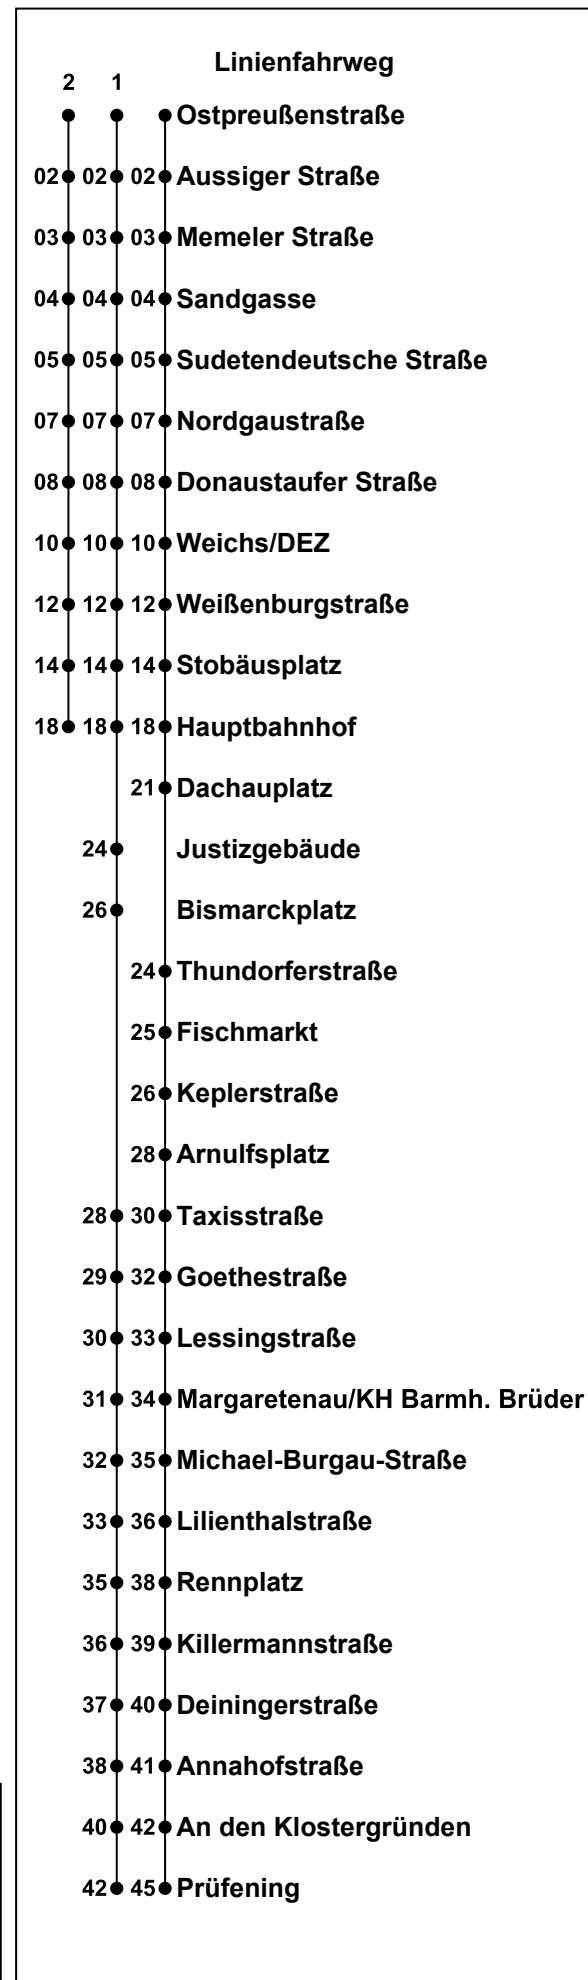 Linienfahrweg
2 1
Ostpreußenstraße
02 02 02 Aussiger Straße
03 03 03 Memeler Straße
04 04 04 Sandgasse
05 05 05 Sudetendeutsche Straße
07 07 07 Nordgaustraße
08 08 08 Donaustaufer Straße
10 10 10 Weichs/DEZ
12 12 12 Weißenburgstraße
14 14 14 Stobäusplatz
18 18 18 Hauptbahnhof
21 Dachauplatz
24 Justizgebäude
26 Bismarckplatz
24 Thundorferstraße
25 Fischmarkt
26 Keplerstraße
28 Arnulfsplatz
28 30 Taxisstraße
29 32 Goethestraße
30 33 Lessingstraße
31 34 Margaretenau/KH Barmh. Brüder
32 35 Michael-Burgau-Straße
33 36 Lilienthalstraße
35 38 Rennplatz
36 39 Killermannstraße
37 40 Deiningerstraße
38 41 Annahofstraße
40 42 An den Klostergründen
42 45 Prüfening